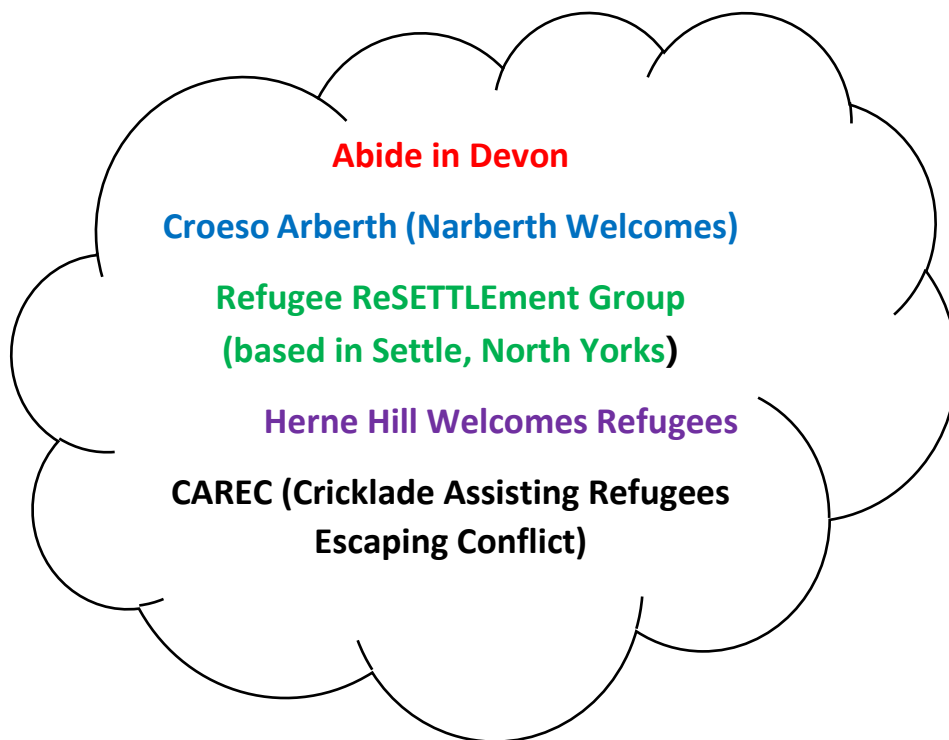 Abide in Devon
Croeso Arberth (Narberth Welcomes)
Refugee ReSETTLEment Group
(based in Settle, North Yorks)
Herne Hill Welcomes Refugees
CAREC (Cricklade Assisting Refugees
Escaping Conflict)